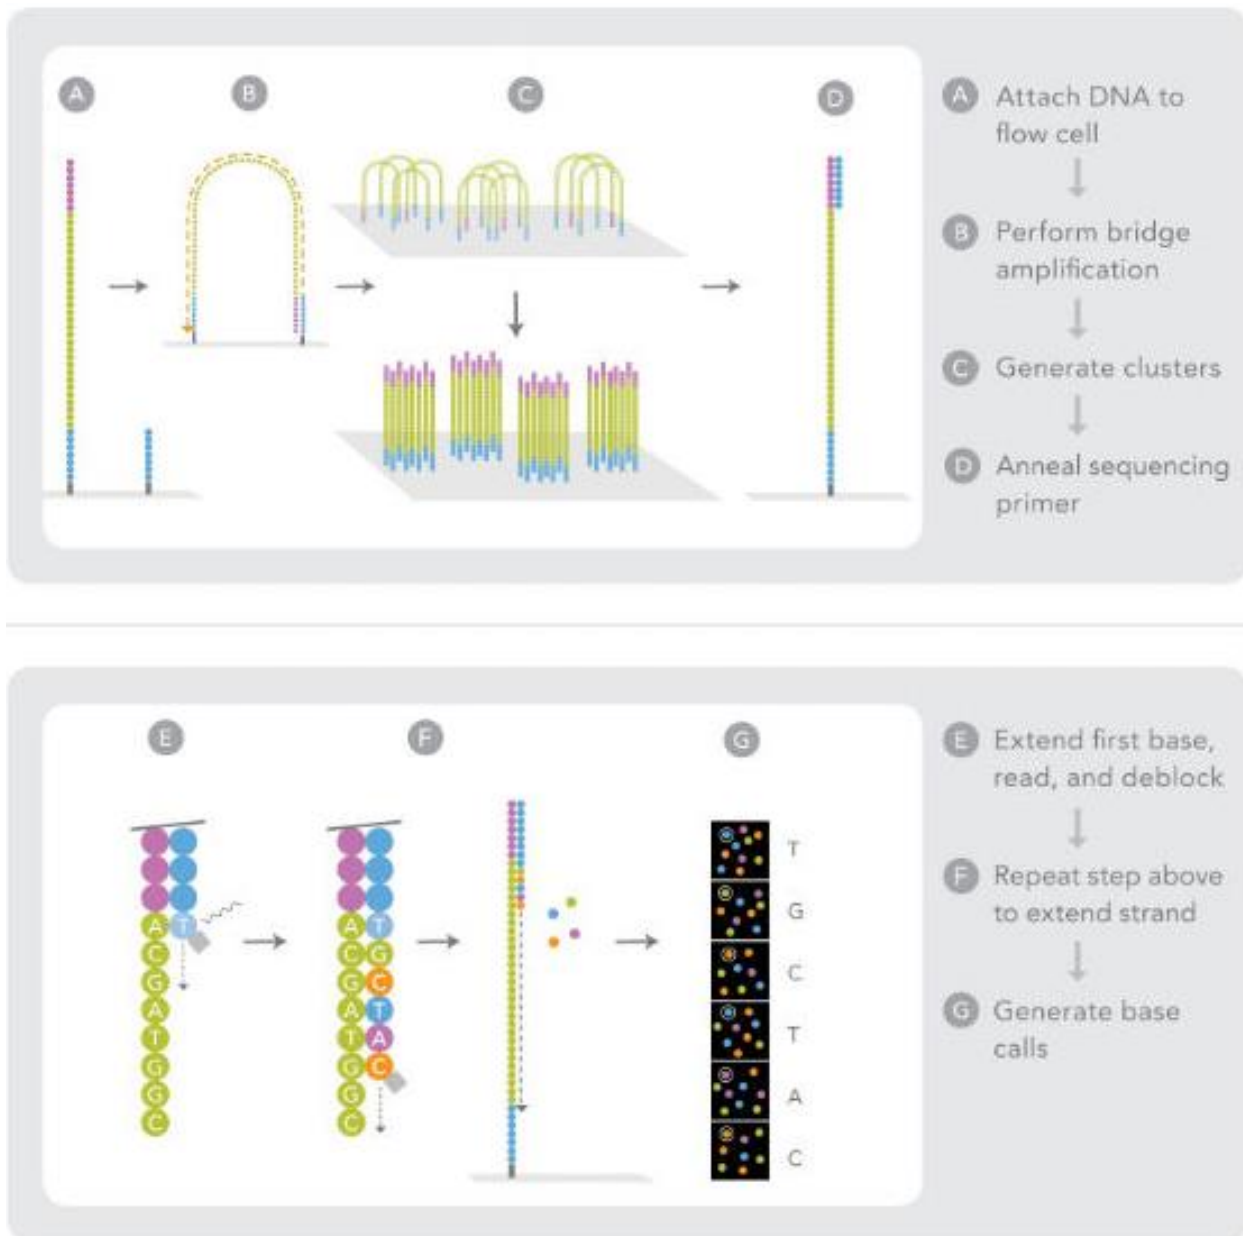 A
B
C
D
A Attach DNA to
flow cell
B Perform bridge
amplification
C Generate clusters
D Anneal sequencing
primer
E
F
G
A T
C
G
A
T
G
G
C
A T
C G
G C
A T
T A
G C
G
C
T
G
C
T
A
C
E Extend first base,
read, and deblock
F Repeat step above
to extend strand
G Generate base
calls